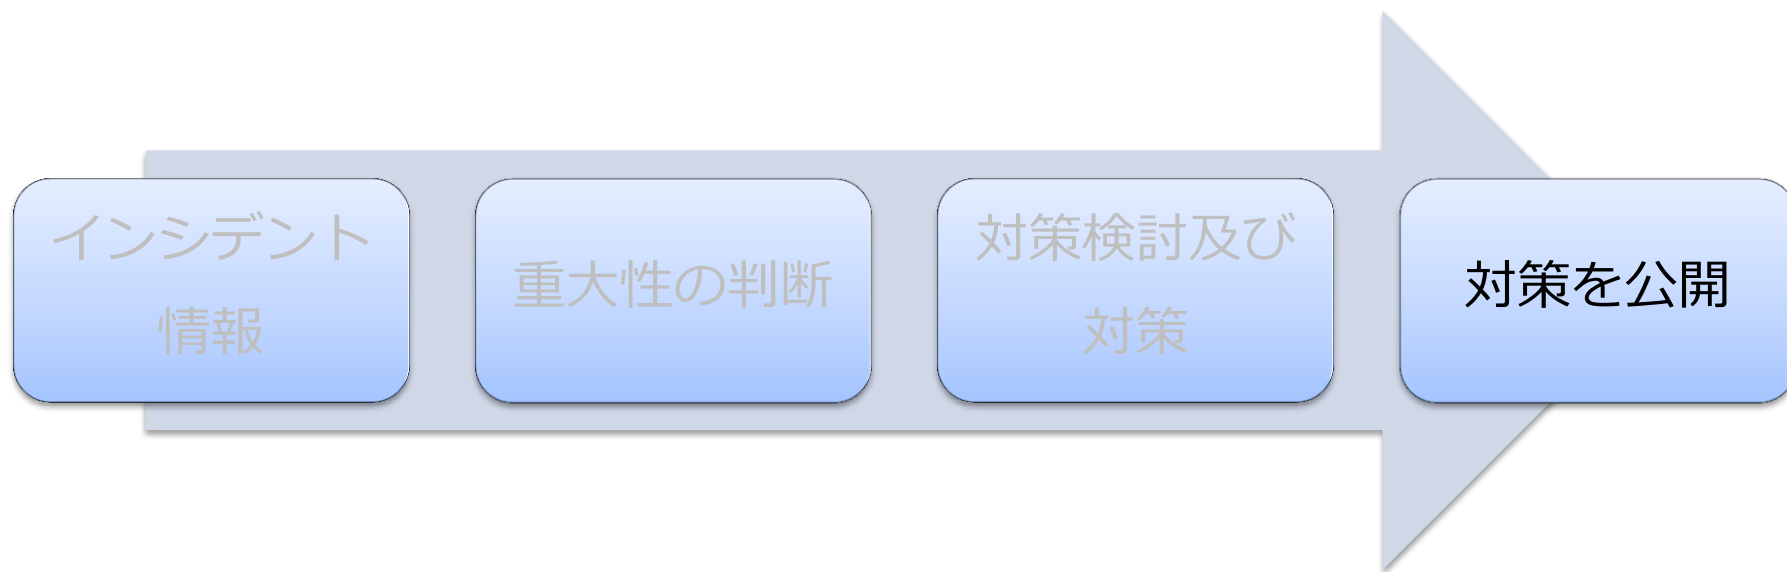 インシデント
情報
重大性の判断
対策検討及び
対策
対策を公開